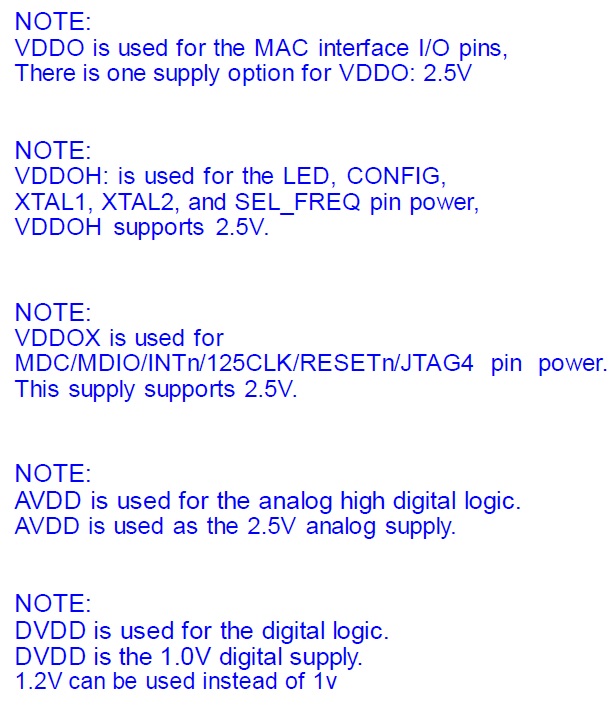 NOTE:
VDDO is used for the MAC interface I/O pins,
There is one supply option for VDDO: 2.5V
NOTE:
VDDOH: is used for the LED, CONFIG,
XTAL1, XTAL2, and SEL_FREQ pin power,
VDDOH supports 2.5V.
NOTE:
VDDOX is used for
MDC/MDIO/INTn/125CLK/RESETn/JTAG4 pin power.
This supply supports 2.5V.
NOTE:
AVDD is used for the analog high digital logic.
AVDD is used as the 2.5V analog supply.
NOTE:
DVDD is used for the digital logic.
DVDD is the 1.0V digital supply.
1.2V can be used instead of 1v